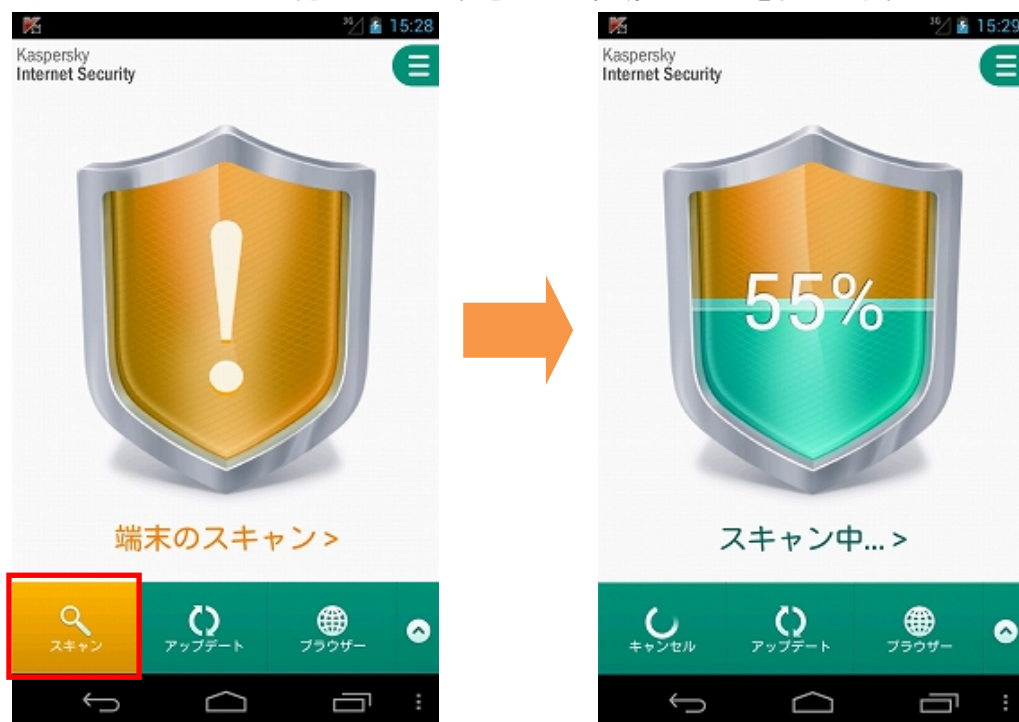 15:28
Kaspersky
Internet Security
端末のスキャン >
スキャン
アップデート
ブラウザー
15:29
Kaspersky
Internet Security
55%
スキャン中... >
キャンセル
アップデート
ブラウザー